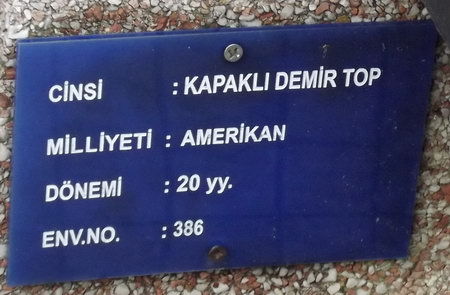 CİNSİ : KAPAKLI DEMİR TOP
MİLLİYETİ : AMERİKAN
DÖNEMİ : 20 yy.
ENV.NO. : 386